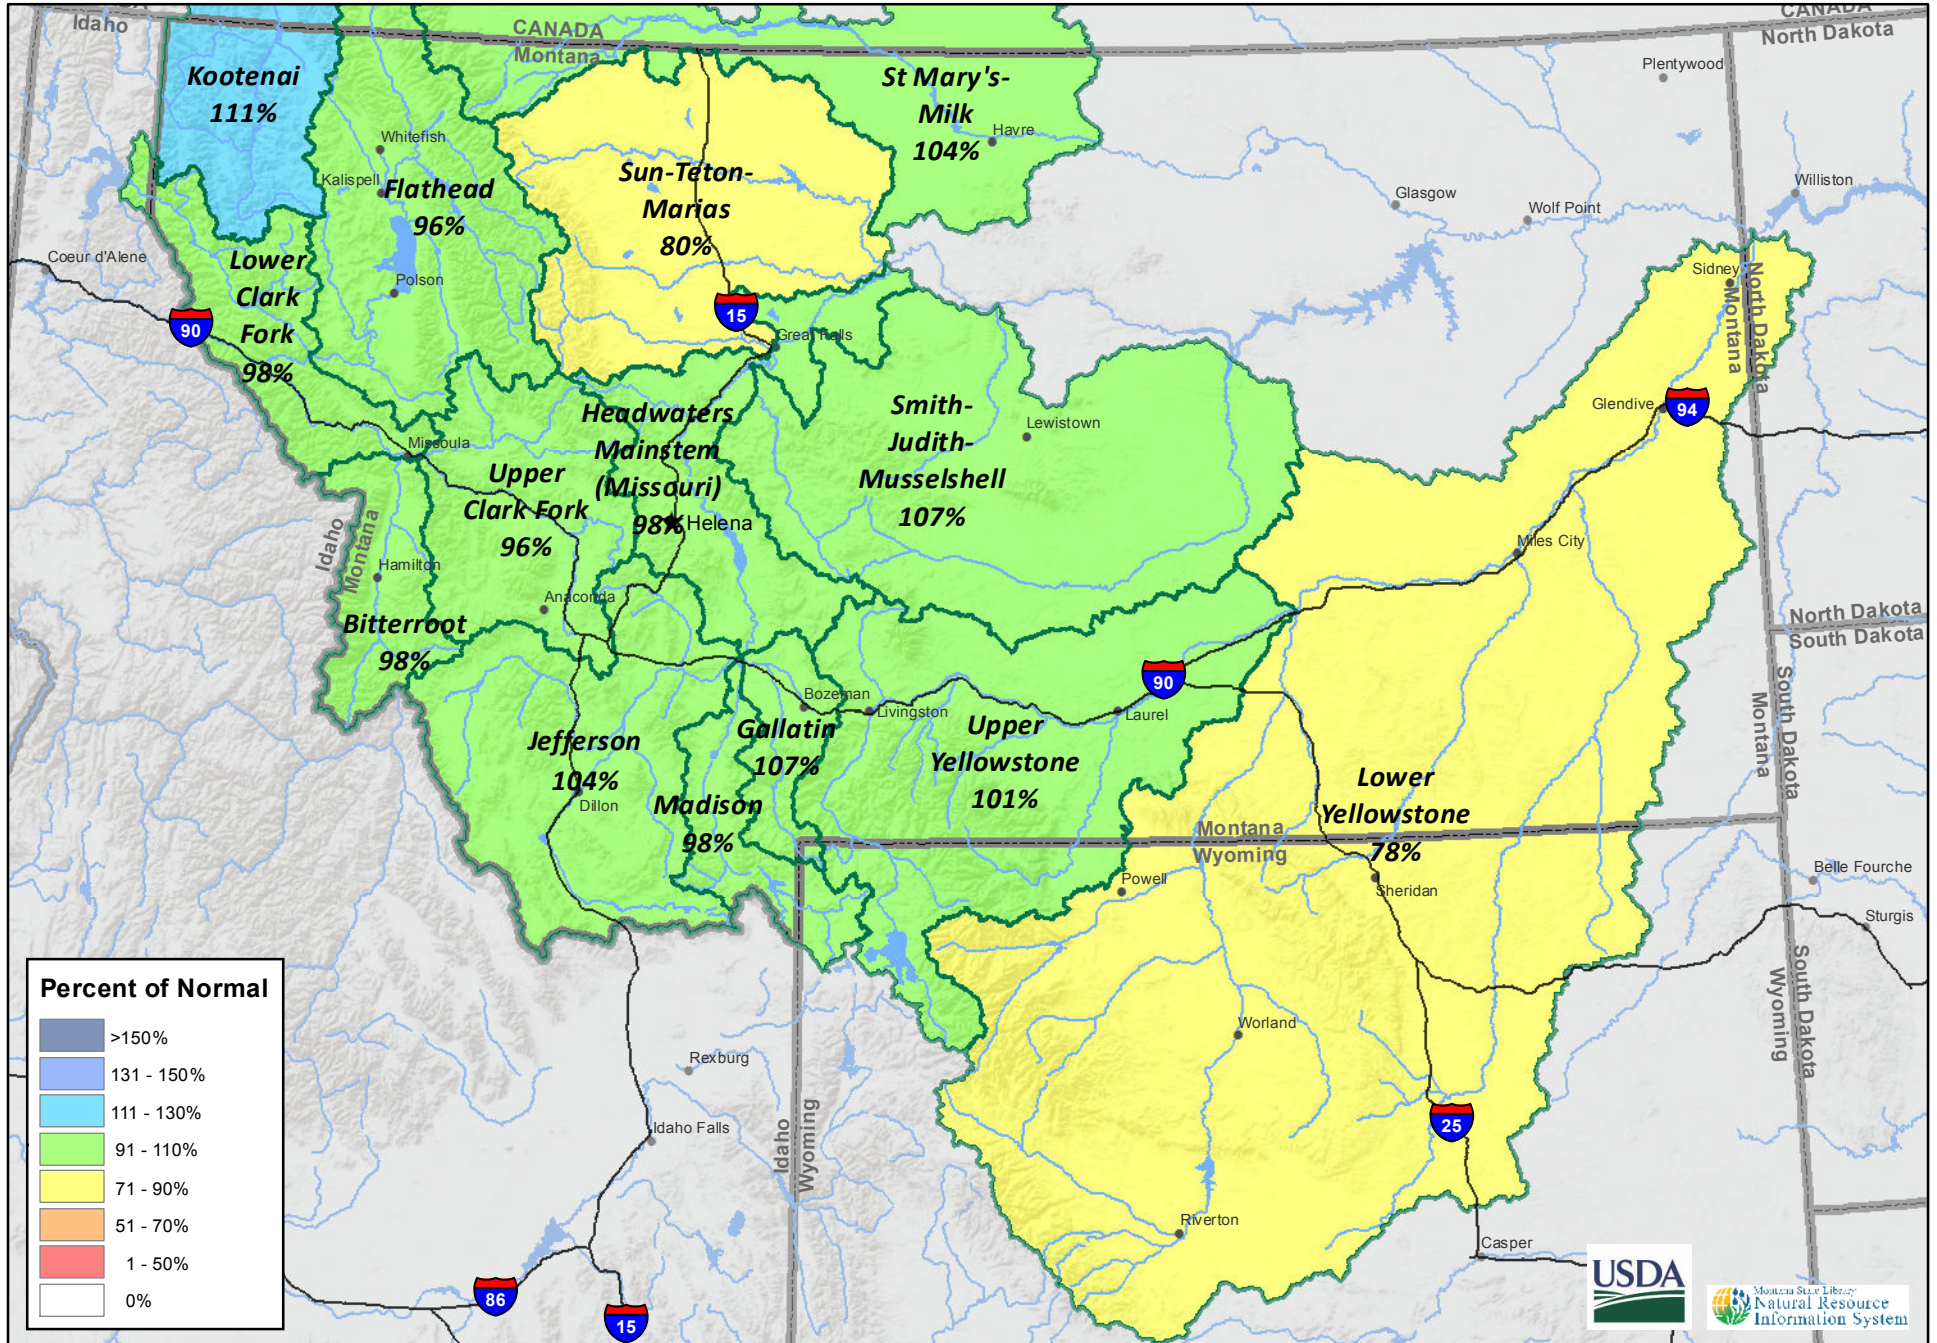 CANADA
Idaho
CANADA
Montana
CANADA
North Dakota
Kootenai
111%
St Mary's-
Milk
104%
Plentywood
Havre
Whitefish
Kalispell
Flathead
96%
Sun-Teton-
Marias
80%
Glasgow
Wolf Point
Williston
Coeur d'Alene
Lower
Clark
Fork
98%
Polson
90
15
Great Falls
Sidney
North Dakota
Montana
Glendive
94
Headwaters
Mainstem
(Missouri)
98%
Helena
Smith-
Judith-
Musselshell
107%
Lewistown
Missoula
Upper
Clark Fork
96%
Idaho
Montana
Hamilton
Anaconda
Miles City
Bitterroot
98%
North Dakota
South Dakota
90
Bozeman
Livingston
Laurel
Gallatin
107%
Upper
Yellowstone
101%
Jefferson
104%
Dillon
Madison
98%
Lower
Yellowstone
78%
South Dakota
Montana
Montana
Wyoming
Powell
Sheridan
Belle Fourche
Sturgis
South Dakota
Wyoming
Worland
Rexburg
Idaho Falls
Idaho
Wyoming
25
Riverton
Casper
86
15
Percent of Normal
>150%
131 - 150%
111 - 130%
91 - 110%
71 - 90%
51 - 70%
1 - 50%
0%
USDA
Montana State Library
Natural Resource
Information System